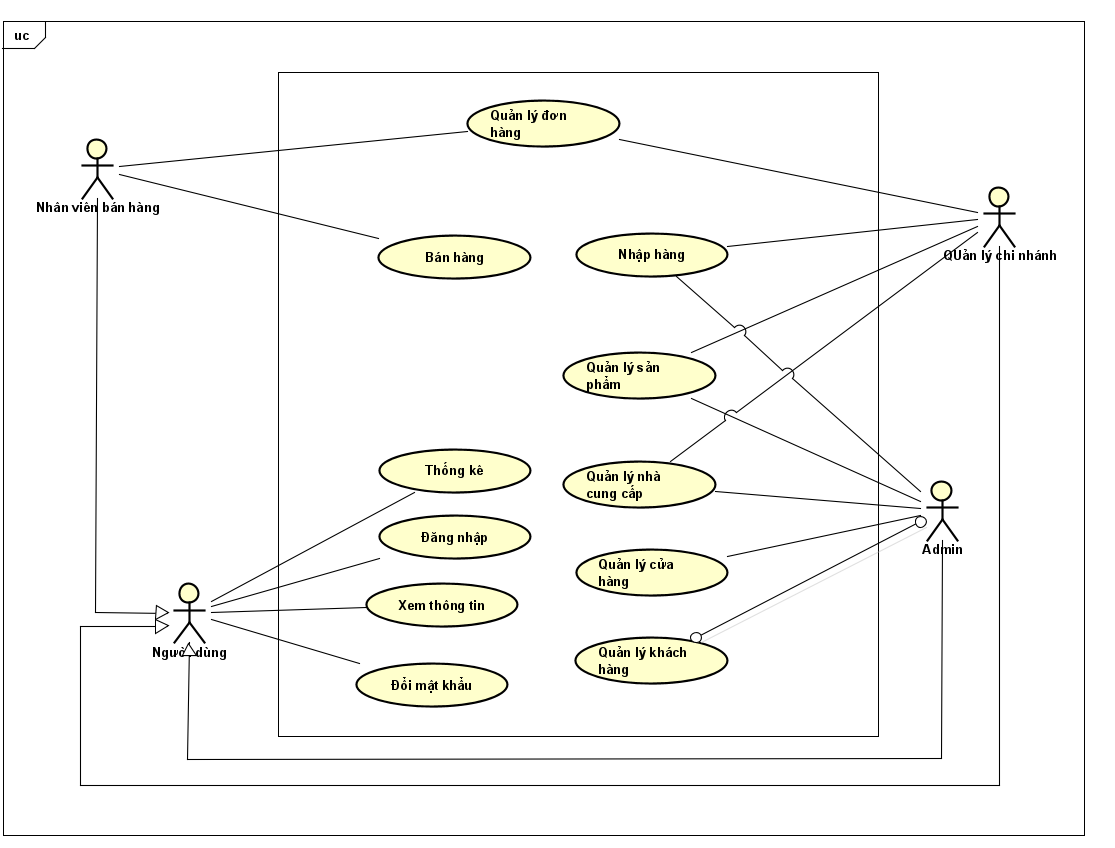 uc
Quản lý đơn
hàng
Nhân viên bán hàng
Bán hàng
Nhập hàng
QUản lý chi nhánh
Quản lý sản
phẩm
Thống kê
Quản lý nhà
cung cấp
Đăng nhập
Admin
Quản lý cửa
hàng
Xem thông tin
Người dùng
Quản lý khách
hàng
Đổi mật khẩu